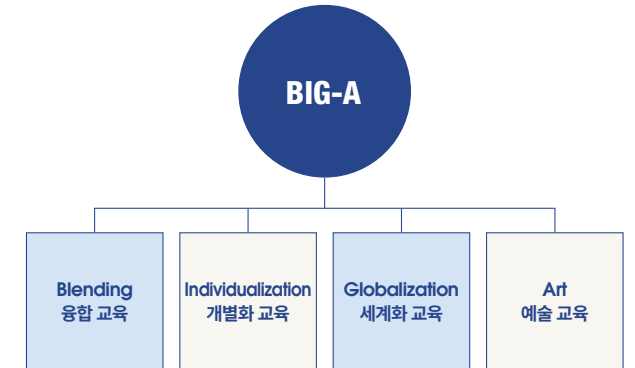 BIG-A
Blending
융합 교육
Individualization
개별화 교육
Globalization
세계화 교육
Art
예술 교육